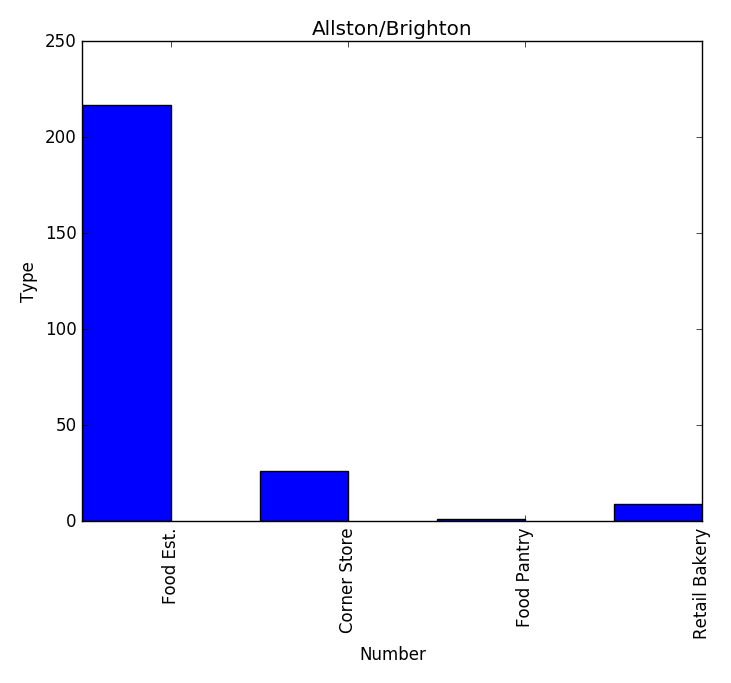 Allston/Brighton
250
200
150
100
50
0
Type
Food Est.
Corner Store
Food Pantry
Retail Bakery
Number